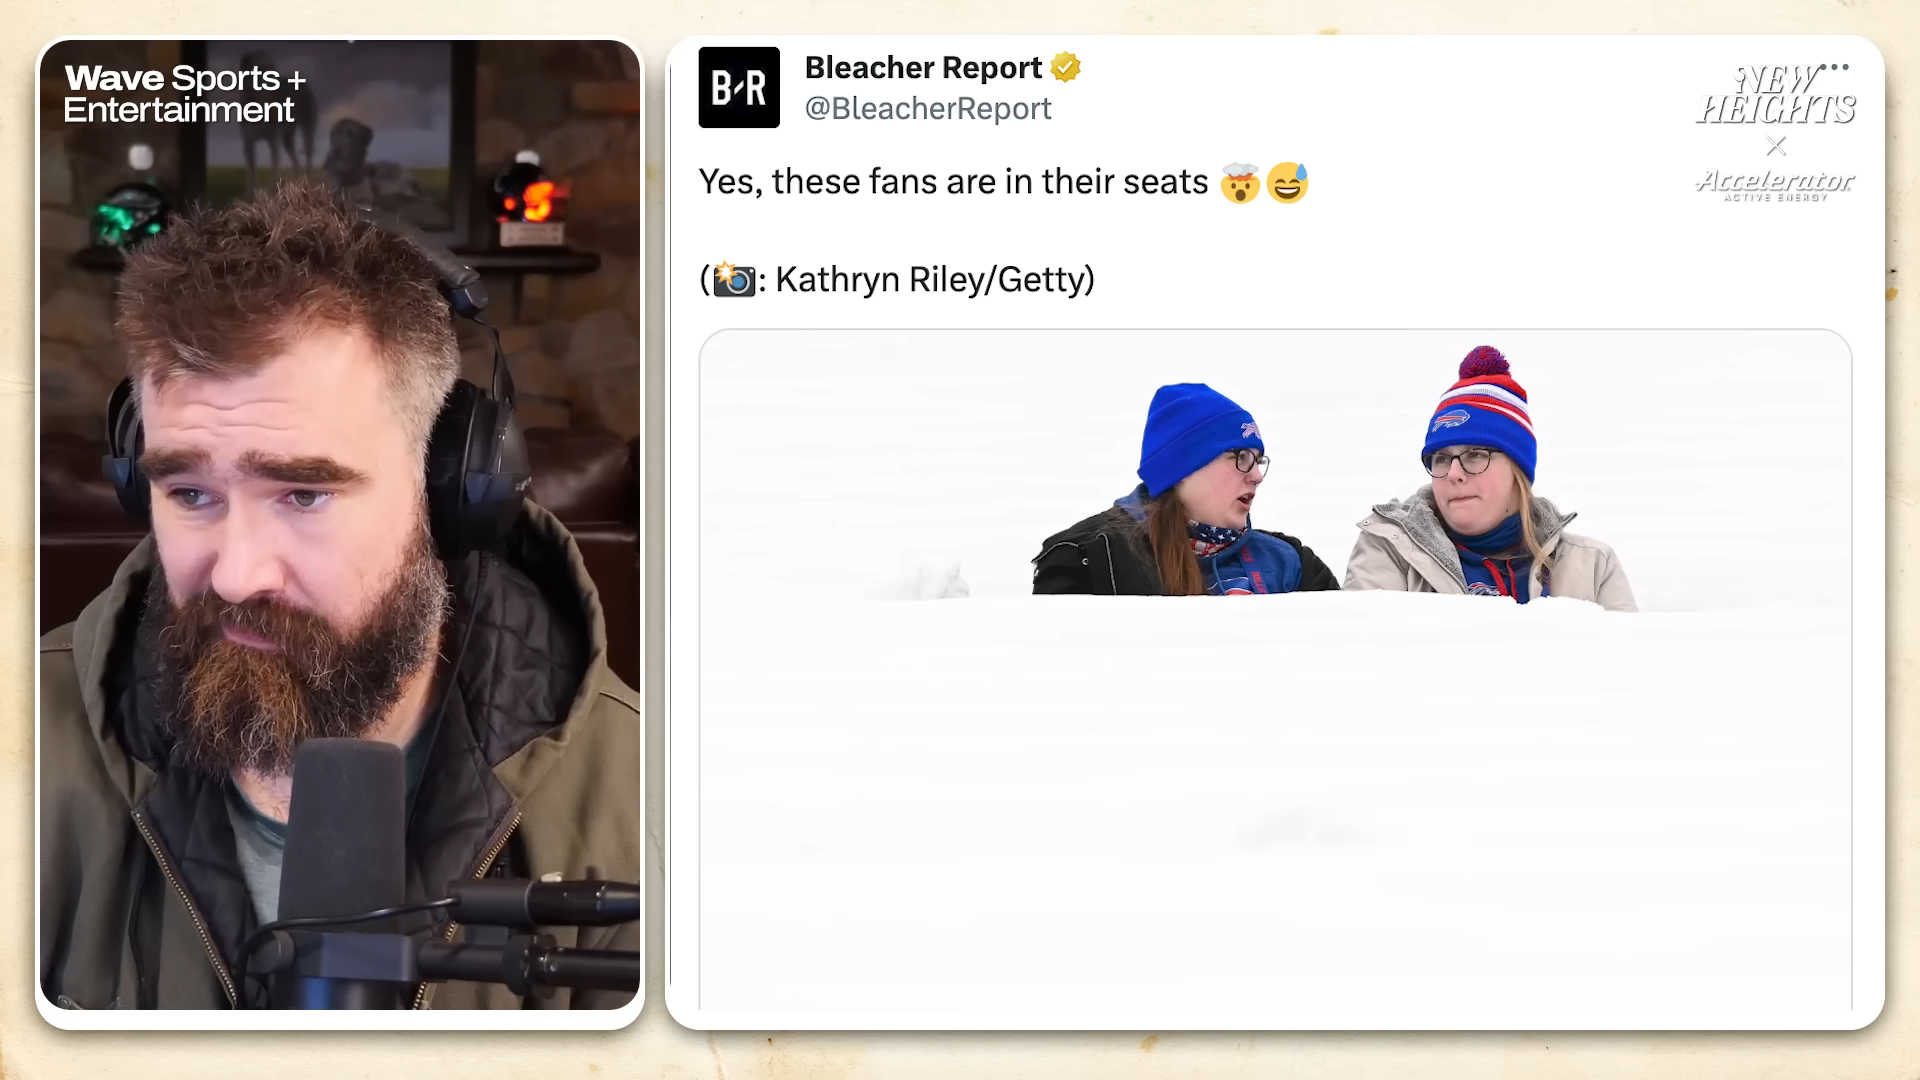 Wave Sports +
Entertainment
B/R
Bleacher Report
@BleacherReport
Yes, these fans are in their seats 🤯😅
(📸: Kathryn Riley/Getty)
NEW
HEIGHTS
×
Accelerator
ACTIVE ENERGY